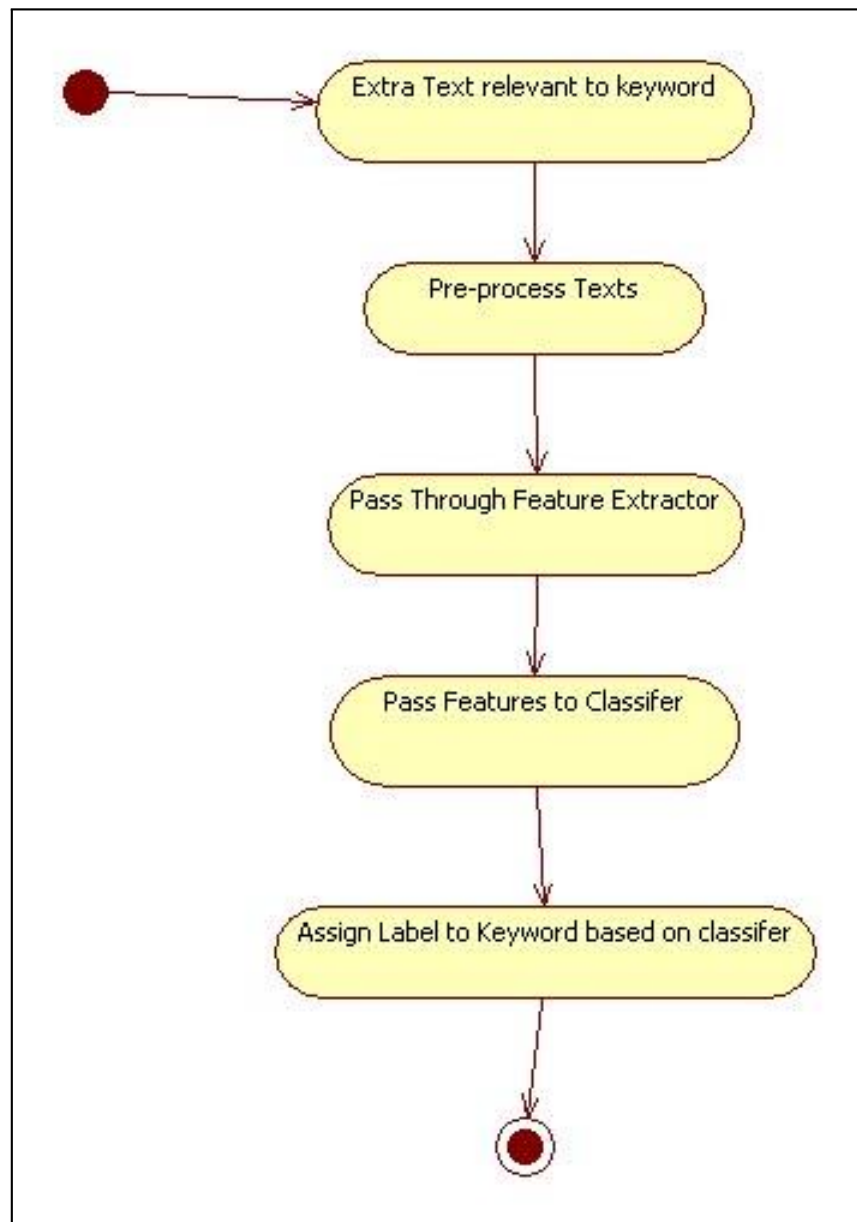 Extra Text relevant to keyword
Pre-process Texts
Pass Through Feature Extractor
Pass Features to Classifer
Assign Label to Keyword based on classifer